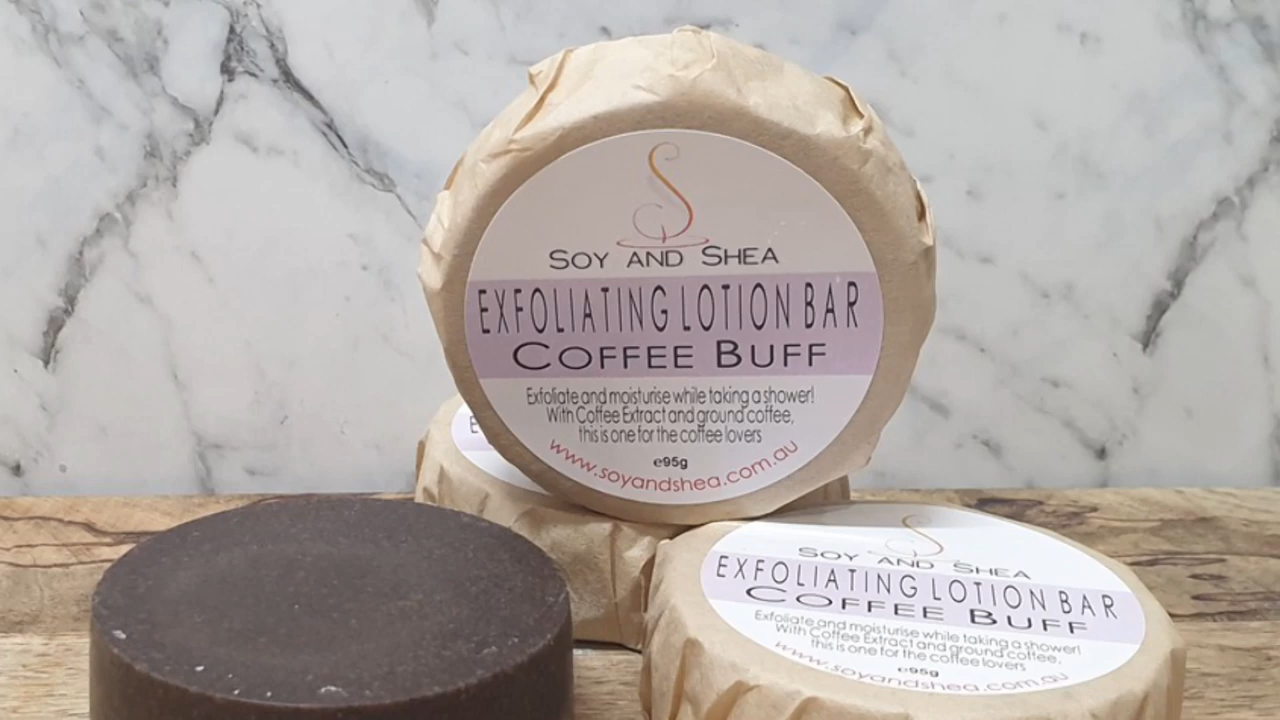 SOY AND SHEA
EXFOLIATING LOTION BAR
COFFEE BUFF
Exfoliate and moisturise while taking a shower!
With Coffee Extract and ground coffee,
this is one for the coffee lovers
e95g
www.soyandshea.com.au
SOY AND SHEA
EXFOLIATING LOTION BAR
COFFEE BUFF
Exfoliate and moisturise while taking a shower!
With Coffee Extract and ground coffee,
this is one for the coffee lovers
e95g
www.soyandshea.com.au